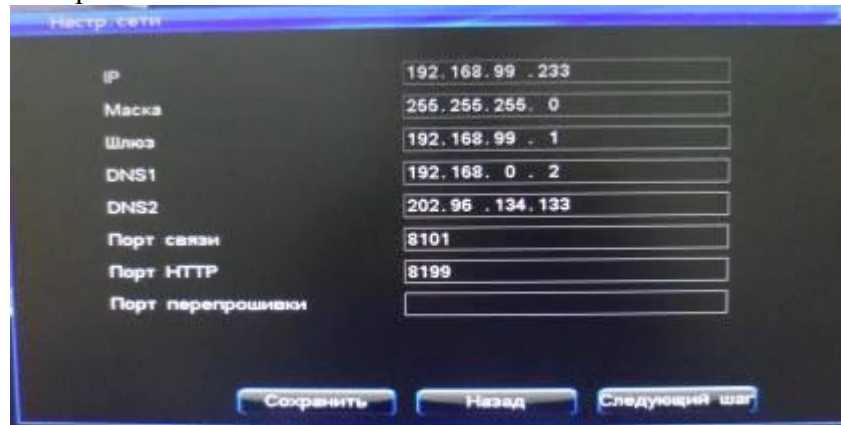 Настр.сети
IP 192.168.99 .233
Маска 255.255.255. 0
Шлюз 192.168.99 . 1
DNS1 192.168. 0 . 2
DNS2 202.96 .134.133
Порт связи 8101
Порт HTTP 8199
Порт перепрошивки
Сохранить Назад Следующий шаг